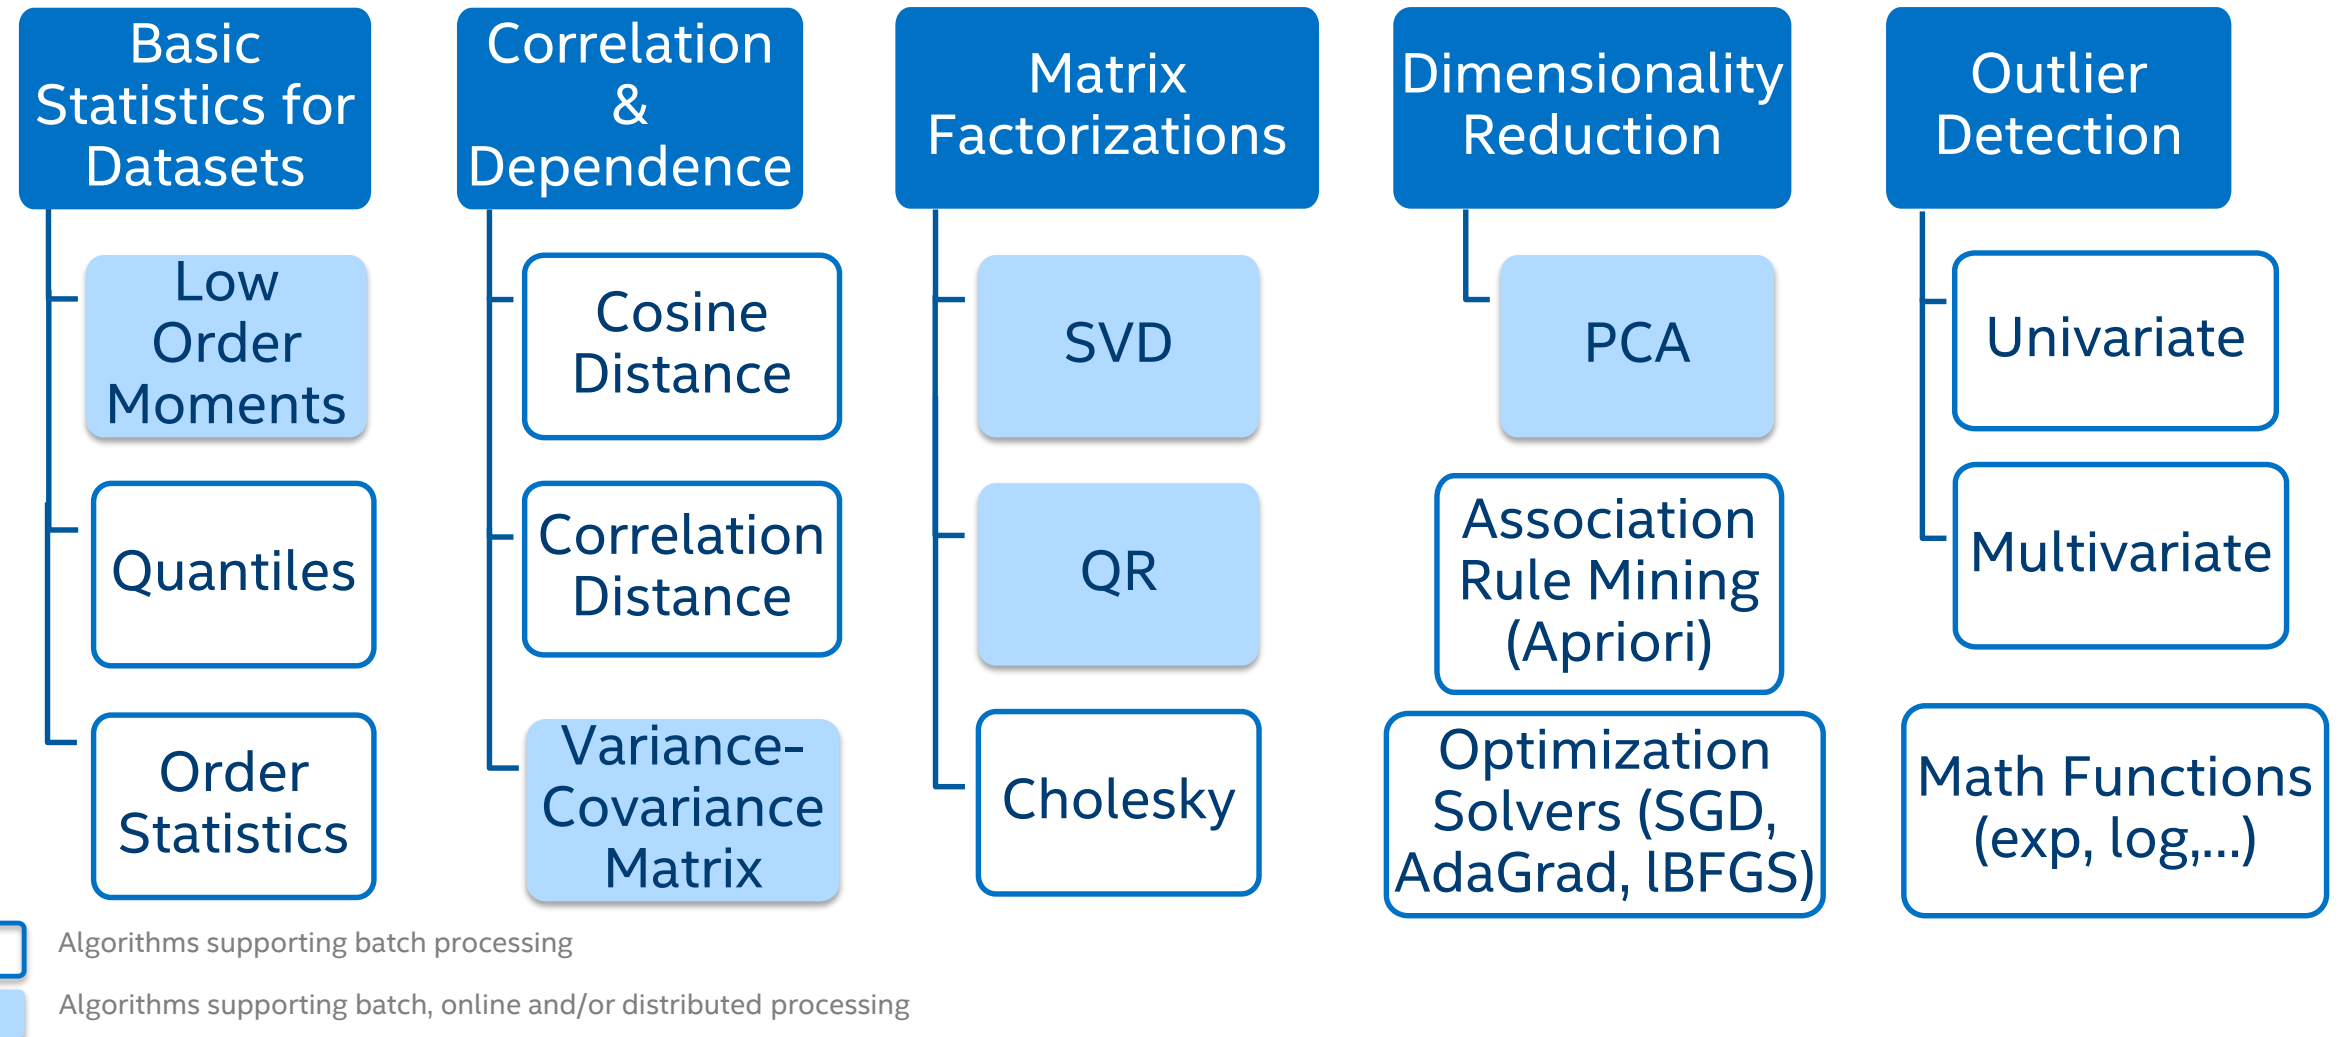 Basic
Statistics for
Datasets
Low
Order
Moments
Quantiles
Order
Statistics
Correlation
&
Dependence
Cosine
Distance
Correlation
Distance
Variance-
Covariance
Matrix
Matrix
Factorizations
SVD
QR
Cholesky
Dimensionality
Reduction
PCA
Association
Rule Mining
(Apriori)
Optimization
Solvers (SGD,
AdaGrad, lBFGS)
Outlier
Detection
Univariate
Multivariate
Math Functions
(exp, log,...)
Algorithms supporting batch processing
Algorithms supporting batch, online and/or distributed processing